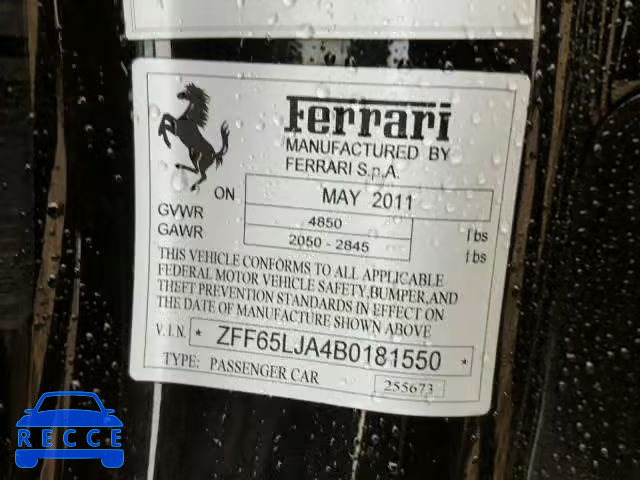 Ferrari
MANUFACTURED BY
FERRARI S.p.A.
ON MAY 2011
GVWR 4850 lbs
GAWR 2050 - 2845 lbs
THIS VEHICLE CONFORMS TO ALL APPLICABLE
FEDERAL MOTOR VEHICLE SAFETY, BUMPER, AND
THEFT PREVENTION STANDARDS IN EFFECT ON
THE DATE OF MANUFACTURE SHOWN ABOVE
V.I.N. * ZFF65LJA4B0181550 *
TYPE: PASSENGER CAR 255673
RECCE